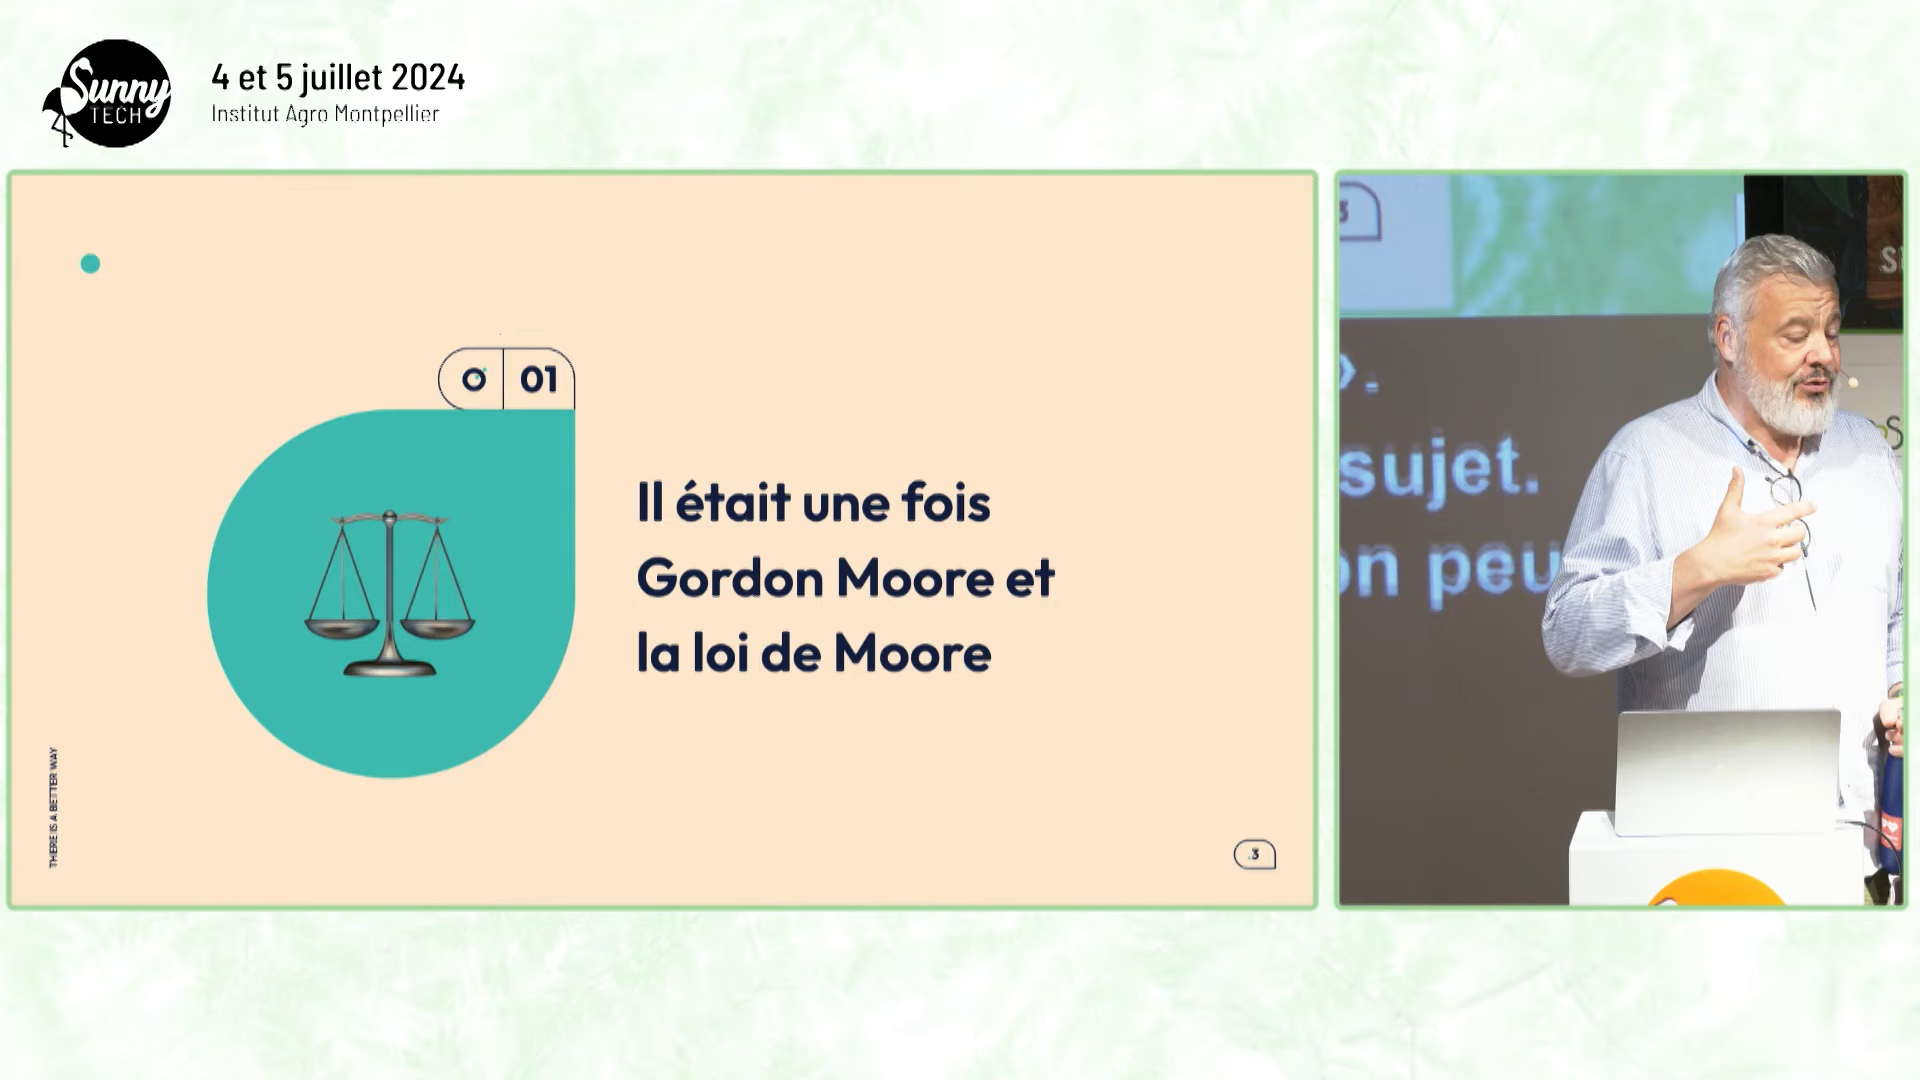 Sunny
TECH
4 et 5 juillet 2024
Institut Agro Montpellier
01
Il était une fois
Gordon Moore et
la loi de Moore
THERE IS A BETTER WAY
3
3
».
sujet.
on peu